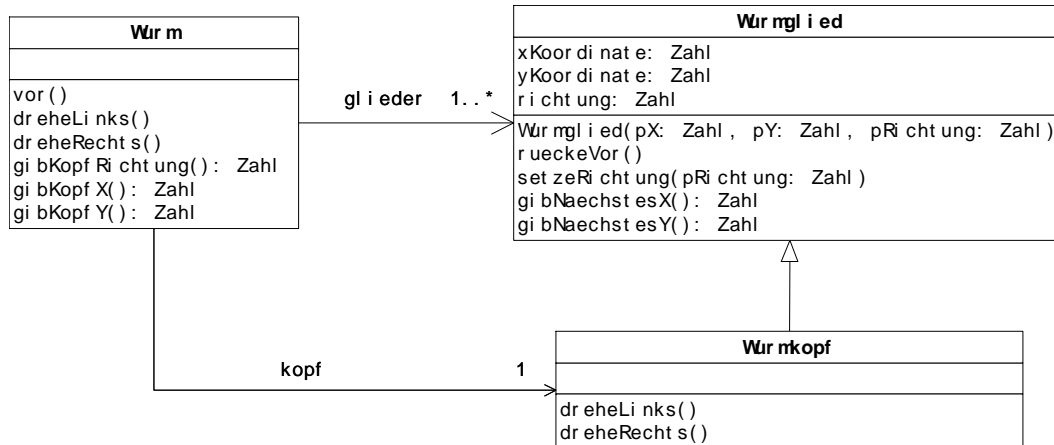 Wurm
vor()
dreheLinks()
dreheRechts()
gibKopfRichtung(): Zahl
gibKopfX(): Zahl
gibKopfY(): Zahl
glieder 1..*
Wurmglied
xKoordinate: Zahl
yKoordinate: Zahl
richtung: Zahl
Wurmglied(pX: Zahl, pY: Zahl, pRichtung: Zahl)
rueckeVor()
setzeRichtung(pRichtung: Zahl)
gibNaechstesX(): Zahl
gibNaechstesY(): Zahl
kopf 1
Wurmkopf
dreheLinks()
dreheRechts()